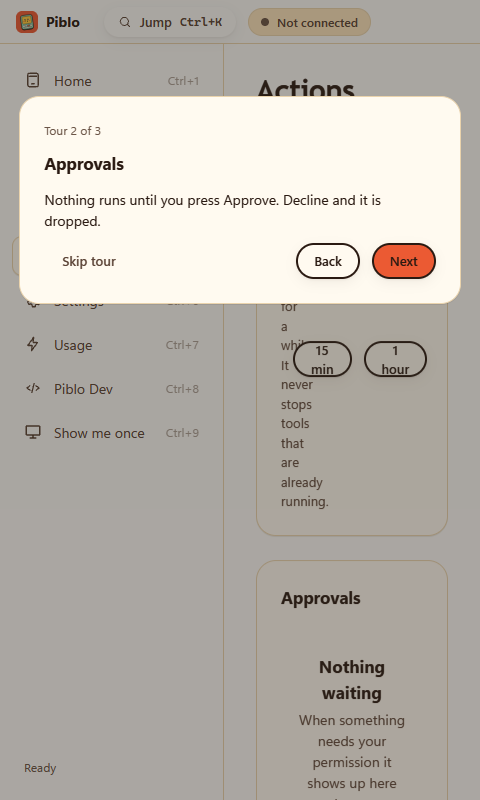 Piblo
Jump Ctrl+K
Not connected
Home Ctrl+1
Actions
Tour 2 of 3
Approvals
Nothing runs until you press Approve. Decline and it is
dropped.
Skip tour
Back
Next
Settings
Usage Ctrl+7
Piblo Dev Ctrl+8
Show me once Ctrl+9
for
a
while.
It
never
stops
tools
that
are
already
running.
15
min
1
hour
Approvals
Nothing
waiting
When something
needs your
permission it
shows up here
Ready